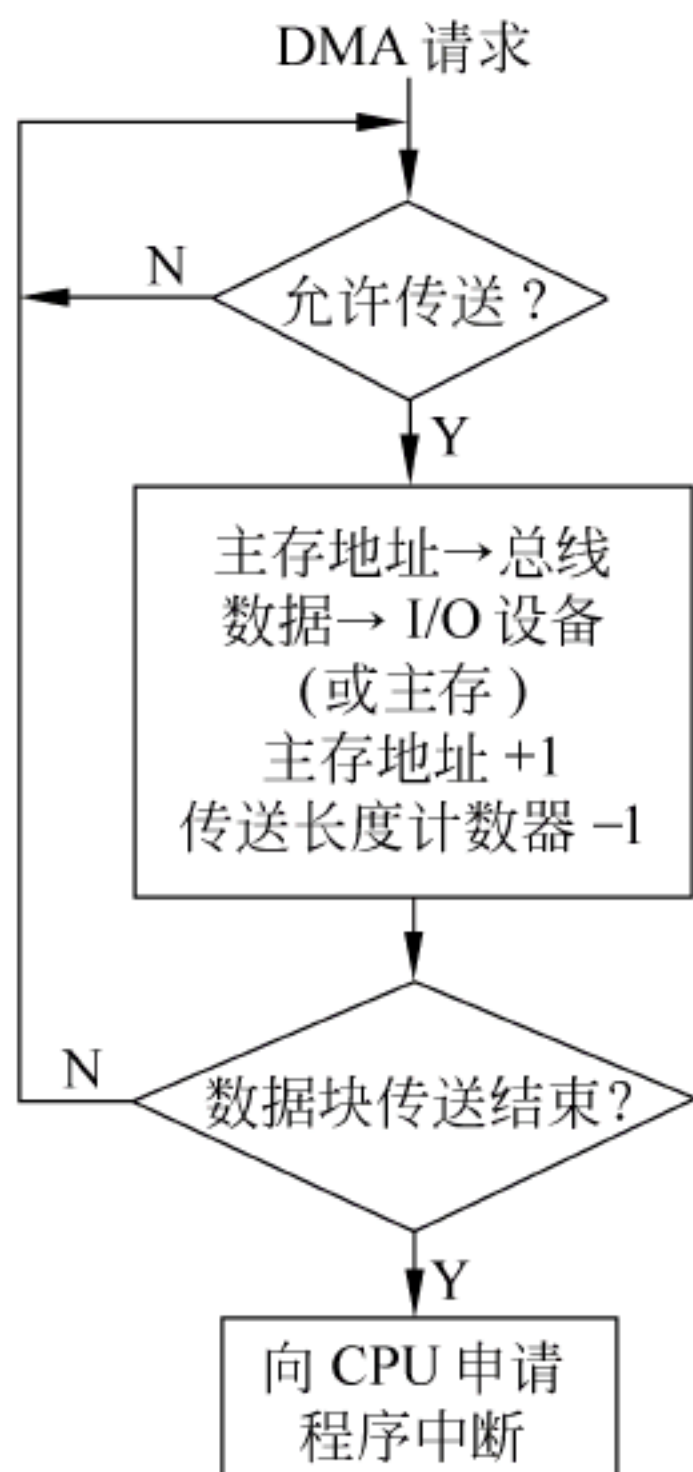 DMA 请求
N
允许传送？
Y
主存地址→总线
数据→ I/O 设备
(或主存)
主存地址 +1
传送长度计数器 −1
N
数据块传送结束？
Y
向 CPU 申请
程序中断